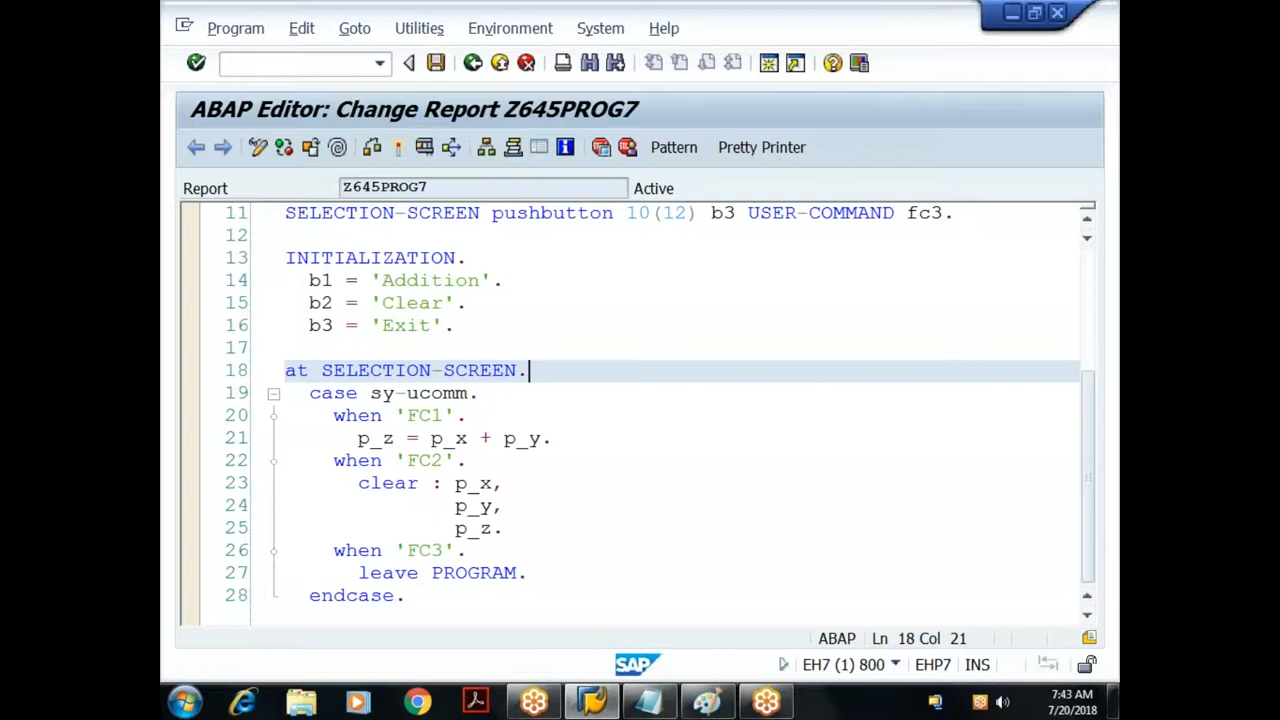 Program Edit Goto Utilities Environment System Help
ABAP Editor: Change Report Z645PROG7
Pattern Pretty Printer
Report Z645PROG7 Active
11 SELECTION-SCREEN pushbutton 10(12) b3 USER-COMMAND fc3.
12
13 INITIALIZATION.
14 b1 = 'Addition'.
15 b2 = 'Clear'.
16 b3 = 'Exit'.
17
18 at SELECTION-SCREEN.
19 case sy-ucomm.
20 when 'FC1'.
21 p_z = p_x + p_y.
22 when 'FC2'.
23 clear : p_x,
24 p_y,
25 p_z.
26 when 'FC3'.
27 leave PROGRAM.
28 endcase.
ABAP Ln 18 Col 21
SAP EH7 (1) 800 EHP7 INS
7:43 AM
7/20/2018